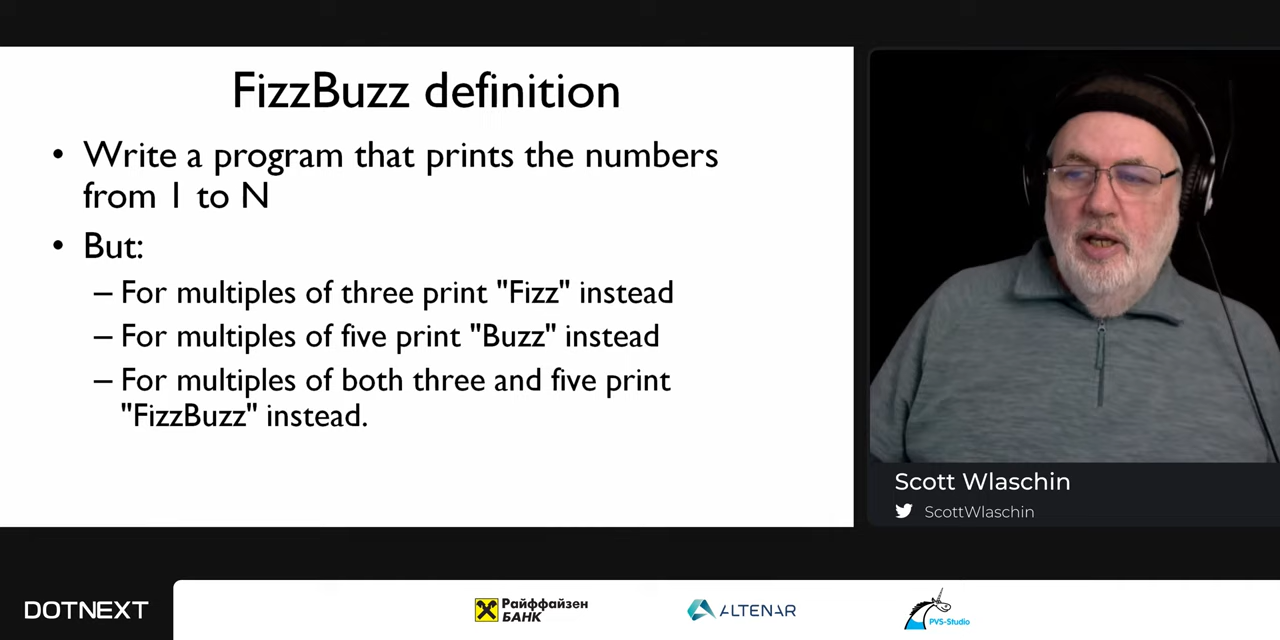 FizzBuzz definition
• Write a program that prints the numbers
from 1 to N
• But:
– For multiples of three print "Fizz" instead
– For multiples of five print "Buzz" instead
– For multiples of both three and five print
"FizzBuzz" instead.
Scott Wlaschin
ScottWlaschin
DOTNEXT
Райффайзен
БАНК
ALTENAR
PVS-Studio